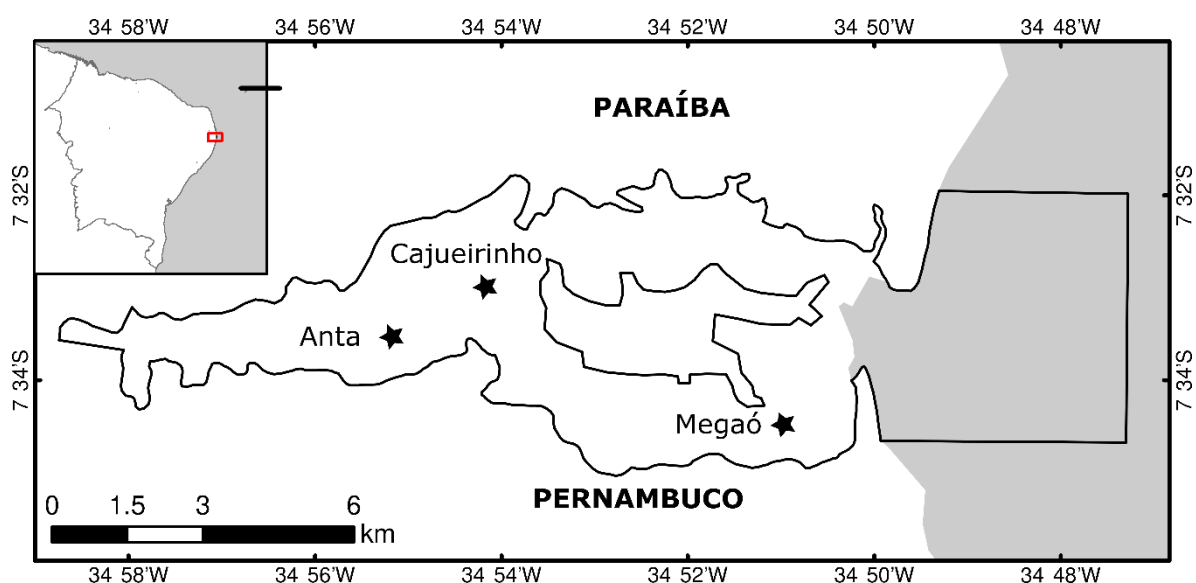 34 58’W 34 56’W 34 54’W 34 52’W 34 50’W 34 48’W
PARAÍBA
7 32’S 7 32’S
Cajueirinho
Anta
7 34’S 7 34’S
Megaó
PERNAMBUCO
0 1.5 3 6
km
34 58’W 34 56’W 34 54’W 34 52’W 34 50’W 34 48’W